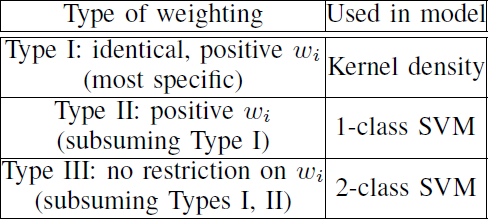 Type of weighting Used in model
Type I: identical, positive w_i
(most specific)
Kernel density
Type II: positive w_i
(subsuming Type I)
1-class SVM
Type III: no restriction on w_i
(subsuming Types I, II)
2-class SVM